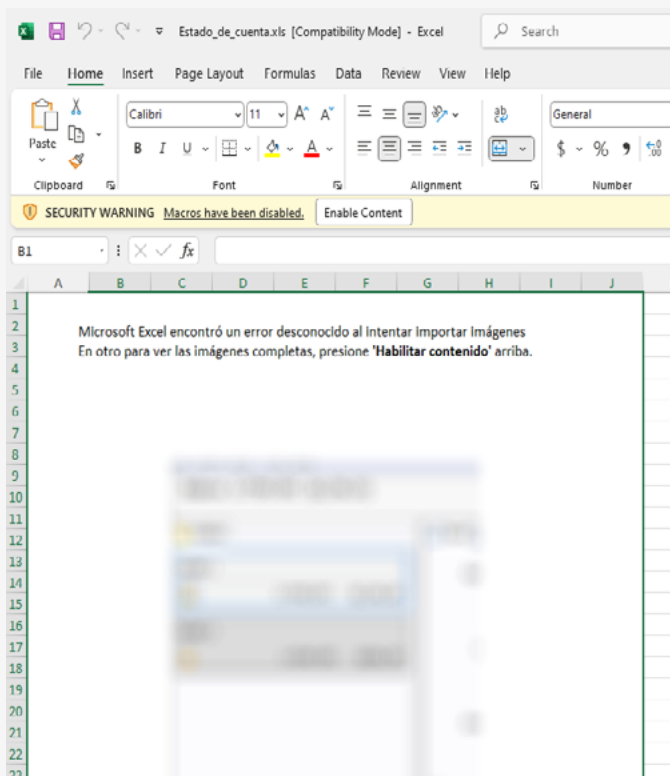 Estado_de_cuenta.xls [Compatibility Mode] - Excel
Search
File Home Insert Page Layout Formulas Data Review View Help
Paste
Calibri 11 A A
ab
General
B I U A
$ % 9
Clipboard Font Alignment Number
SECURITY WARNING Macros have been disabled. Enable Content
B1 fx
A B C D E F G H I J
1
2 Microsoft Excel encontró un error desconocido al intentar importar imágenes
3 En otro para ver las imágenes completas, presione 'Habilitar contenido' arriba.
4
5
6
7
8
9
10
11
12
13
14
15
16
17
18
19
20
21
22
23